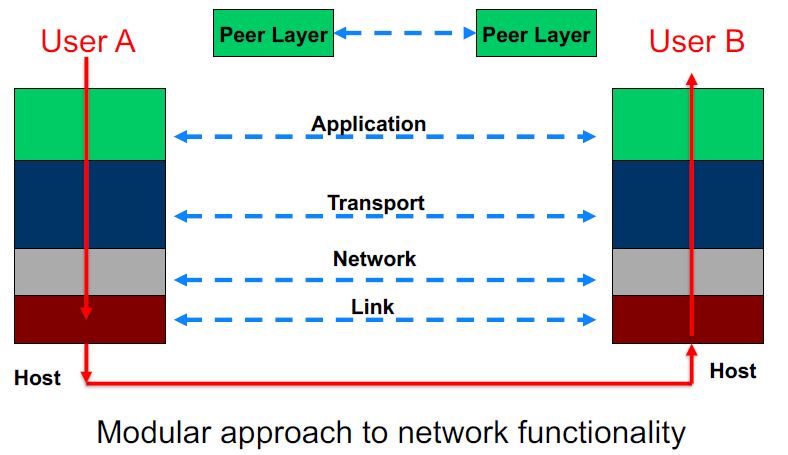 User A
Peer Layer
Peer Layer
User B
Application
Transport
Network
Link
Host
Host
Modular approach to network functionality